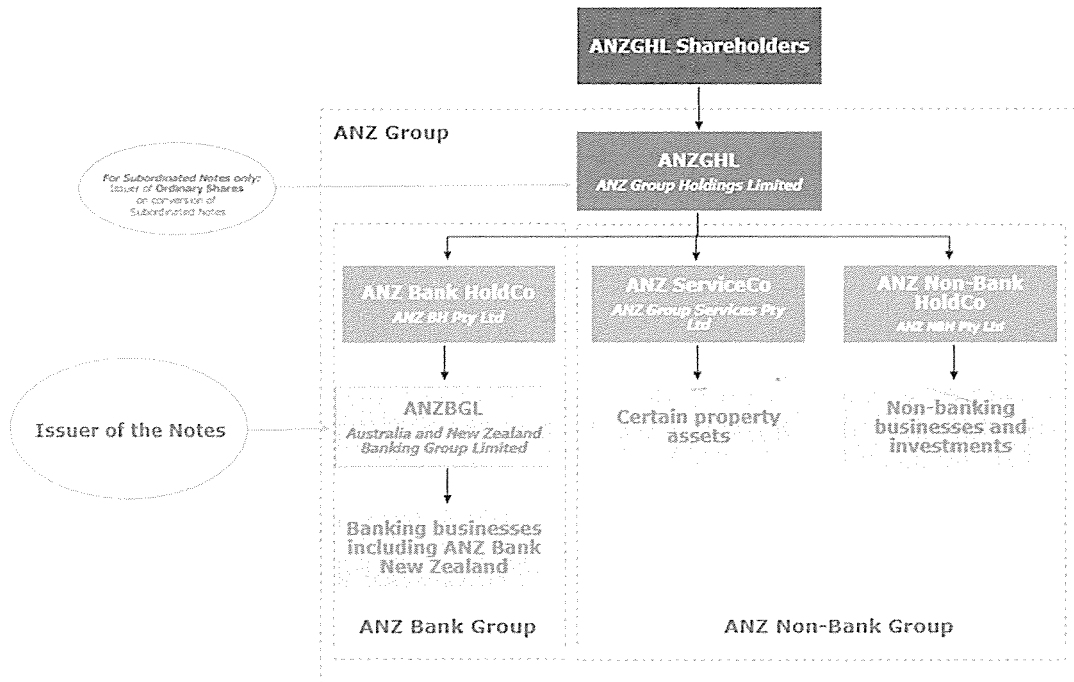 ANZGHL Shareholders
ANZ Group
ANZGHL
ANZ Group Holdings Limited
For Subordinated Notes only:
Issuer of Ordinary Shares
on conversion of
Subordinated Notes
ANZ Bank HoldCo
ANZ BH Pty Ltd
ANZ ServiceCo
ANZ Group Services Pty
Ltd
ANZ Non-Bank
HoldCo
ANZ NBH Pty Ltd
Issuer of the Notes
ANZBGL
Australia and New Zealand
Banking Group Limited
Certain property
assets
Non-banking
businesses and
investments
Banking businesses
including ANZ Bank
New Zealand
ANZ Bank Group
ANZ Non-Bank Group